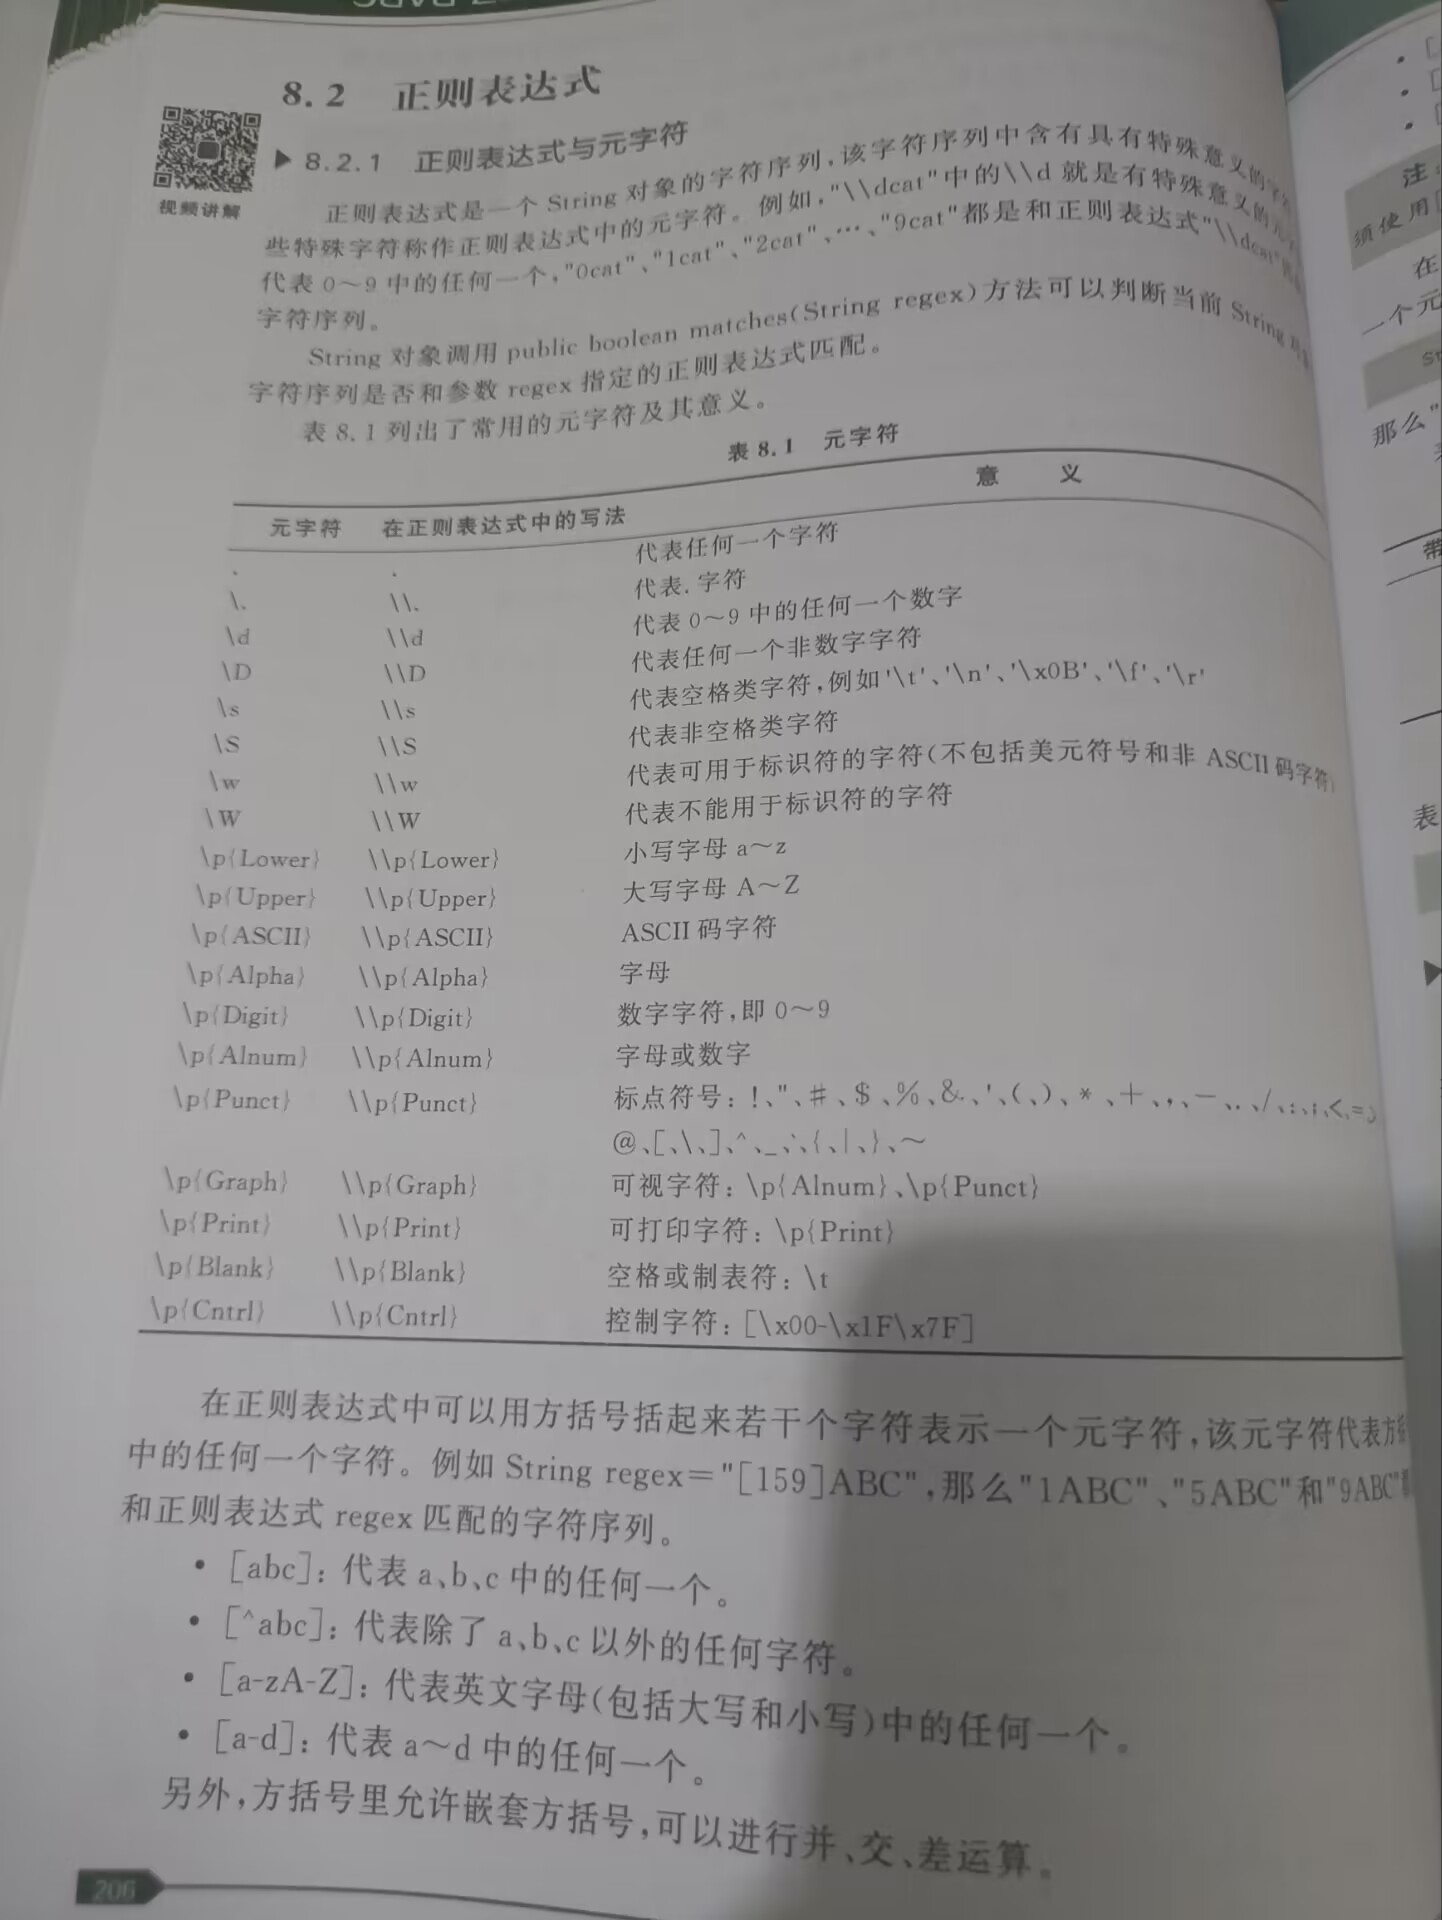 8.2 正则表达式
▶ 8.2.1 正则表达式与元字符
视频讲解
正则表达式是一个 String 对象的字符序列,该字符序列中含有具有特殊意义的字
些特殊字符称作正则表达式中的元字符。例如,"\\dcat"中的\\d 就是有特殊意义的元字
代表 0～9 中的任何一个,"0cat"、"1cat"、"2cat"、…、"9cat"都是和正则表达式"\\dcat"
字符序列。
String 对象调用 public boolean matches(String regex)方法可以判断当前 String 对象
字符序列是否和参数 regex 指定的正则表达式匹配。
表 8.1 列出了常用的元字符及其意义。
表 8.1 元字符
元字符 在正则表达式中的写法 意 义
. . 代表任何一个字符
\. \\. 代表. 字符
\d \\d 代表 0～9 中的任何一个数字
\D \\D 代表任何一个非数字字符
\s \\s 代表空格类字符,例如'\t'、'\n'、'\x0B'、'\f'、'\r'
\S \\S 代表非空格类字符
\w \\w 代表可用于标识符的字符(不包括美元符号和非 ASCII 码字符)
\W \\W 代表不能用于标识符的字符
\p{Lower} \\p{Lower} 小写字母 a～z
\p{Upper} \\p{Upper} 大写字母 A～Z
\p{ASCII} \\p{ASCII} ASCII 码字符
\p{Alpha} \\p{Alpha} 字母
\p{Digit} \\p{Digit} 数字字符,即 0～9
\p{Alnum} \\p{Alnum} 字母或数字
\p{Punct} \\p{Punct} 标点符号：!、"、#、$、%、&、'、(、)、*、+、,、-、.、/、:、;、<、=、
@、[、\、]、^、_、`、{、|、}、～
\p{Graph} \\p{Graph} 可视字符：\p{Alnum}、\p{Punct}
\p{Print} \\p{Print} 可打印字符：\p{Print}
\p{Blank} \\p{Blank} 空格或制表符：\t
\p{Cntrl} \\p{Cntrl} 控制字符：[\x00-\x1F\x7F]
在正则表达式中可以用方括号括起来若干个字符表示一个元字符,该元字符代表方括
中的任何一个字符。例如 String regex="[159]ABC",那么"1ABC"、"5ABC"和"9ABC"都
和正则表达式 regex 匹配的字符序列。
• [abc]：代表 a、b、c 中的任何一个。
• [^abc]：代表除了 a、b、c 以外的任何字符。
• [a-zA-Z]：代表英文字母(包括大写和小写)中的任何一个。
• [a-d]：代表 a～d 中的任何一个。
另外,方括号里允许嵌套方括号,可以进行并、交、差运算。
206
注：
须使用[
在
一个元
St
那么"
带
表